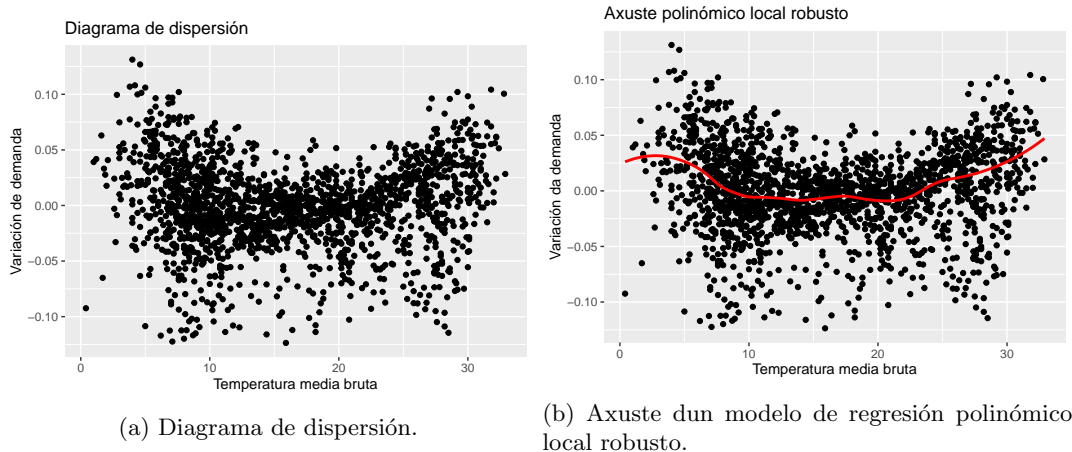 Diagrama de dispersión
Variación de demanda
0.10
0.05
0.00
−0.05
−0.10
0
10
20
30
Temperatura media bruta
(a) Diagrama de dispersión.
Axuste polinómico local robusto
Variación da demanda
0.10
0.05
0.00
−0.05
−0.10
0
10
20
30
Temperatura media bruta
(b) Axuste dun modelo de regresión polinómico
local robusto.